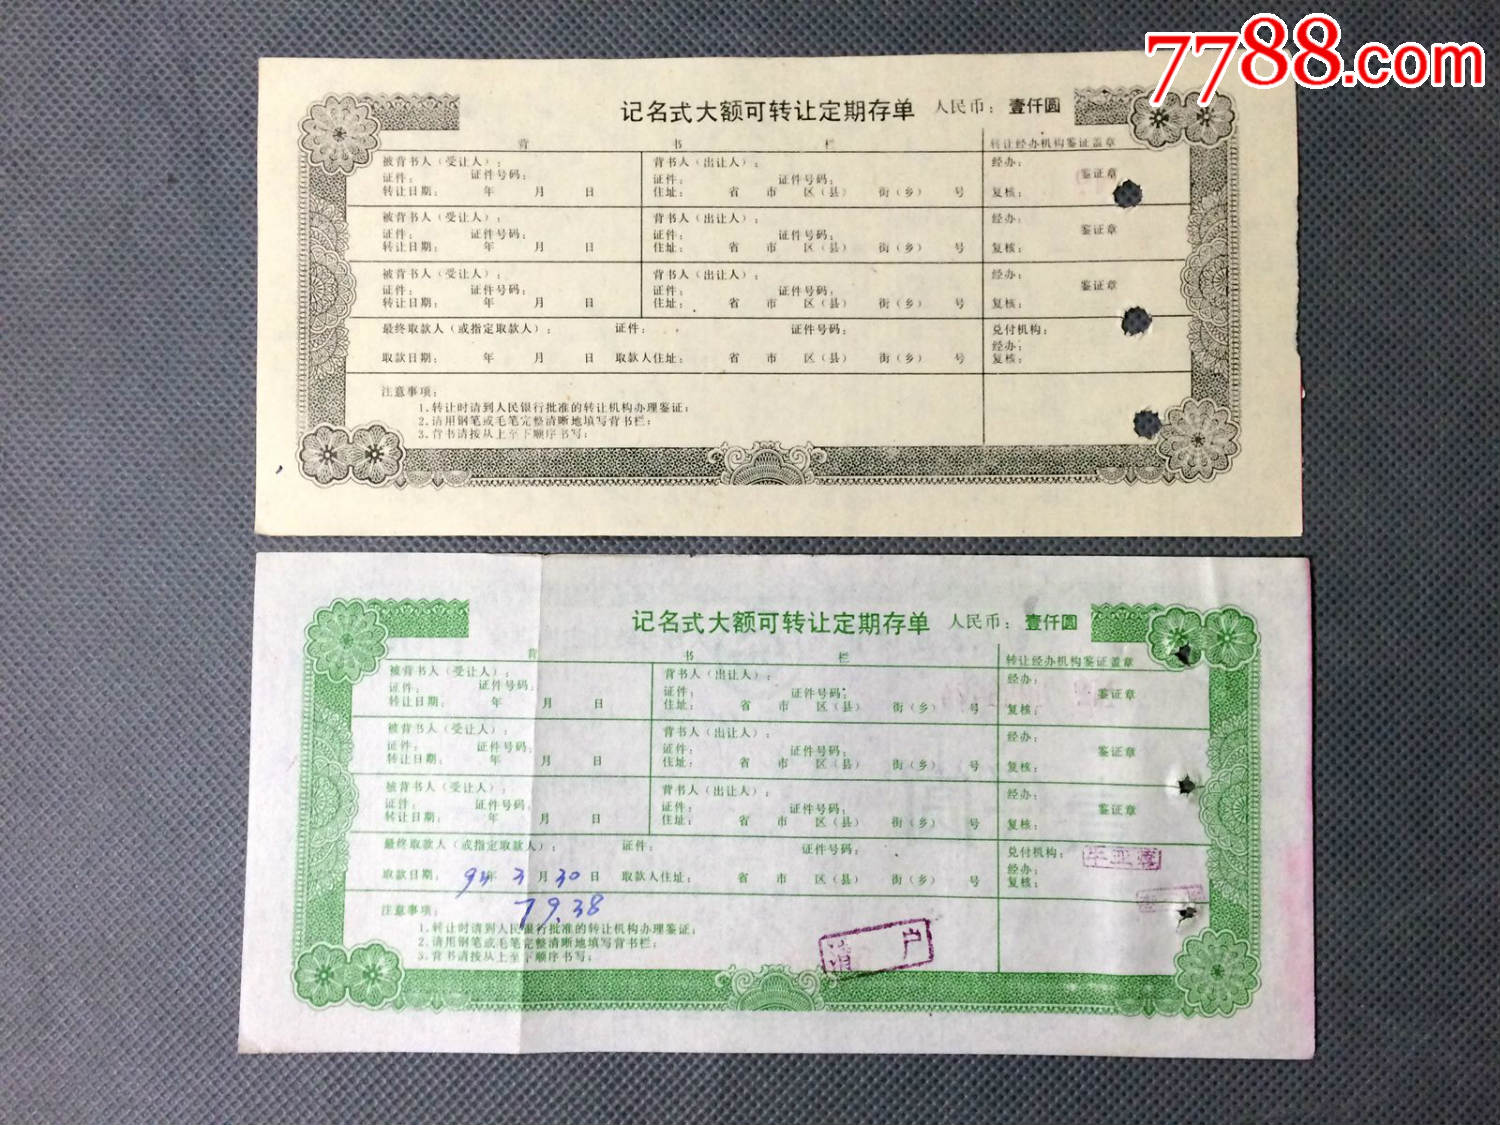 7788.com
记名式大额可转让定期存单 人民币：壹仟圆
背 书 栏 转让经办机构鉴证盖章
被背书人（受让人）： 背书人（出让人）： 经办：
证件： 证件号码： 证件： 证件号码： 鉴证章
转让日期： 年 月 日 住址： 省 市 区（县） 街（乡） 号 复核：
被背书人（受让人）： 背书人（出让人）： 经办：
证件： 证件号码： 证件： 证件号码： 鉴证章
转让日期： 年 月 日 住址： 省 市 区（县） 街（乡） 号 复核：
被背书人（受让人）： 背书人（出让人）： 经办：
证件： 证件号码： 证件： 证件号码： 鉴证章
转让日期： 年 月 日 住址： 省 市 区（县） 街（乡） 号 复核：
最终取款人（或指定取款人）： 证件： 证件号码： 兑付机构：
经办：
取款日期： 年 月 日 取款人住址： 省 市 区（县） 街（乡） 号 复核：
注意事项：
1.转让时请到人民银行批准的转让机构办理鉴证；
2.请用钢笔或毛笔完整清晰地填写背书栏；
3.背书请按从上至下顺序书写；
记名式大额可转让定期存单 人民币：壹仟圆
背 书 栏 转让经办机构鉴证盖章
被背书人（受让人）： 背书人（出让人）： 经办：
证件： 证件号码： 证件： 证件号码： 鉴证章
转让日期： 年 月 日 住址： 省 市 区（县） 街（乡） 号 复核：
被背书人（受让人）： 背书人（出让人）： 经办：
证件： 证件号码： 证件： 证件号码： 鉴证章
转让日期： 年 月 日 住址： 省 市 区（县） 街（乡） 号 复核：
被背书人（受让人）： 背书人（出让人）： 经办：
证件： 证件号码： 证件： 证件号码： 鉴证章
转让日期： 年 月 日 住址： 省 市 区（县） 街（乡） 号 复核：
最终取款人（或指定取款人）： 证件： 证件号码： 兑付机构：
经办：
取款日期： 94年 3月 30日 取款人住址： 省 市 区（县） 街（乡） 号 复核：
79.38
注意事项：
1.转让时请到人民银行批准的转让机构办理鉴证；
2.请用钢笔或毛笔完整清晰地填写背书栏；
3.背书请按从上至下顺序书写；
清户